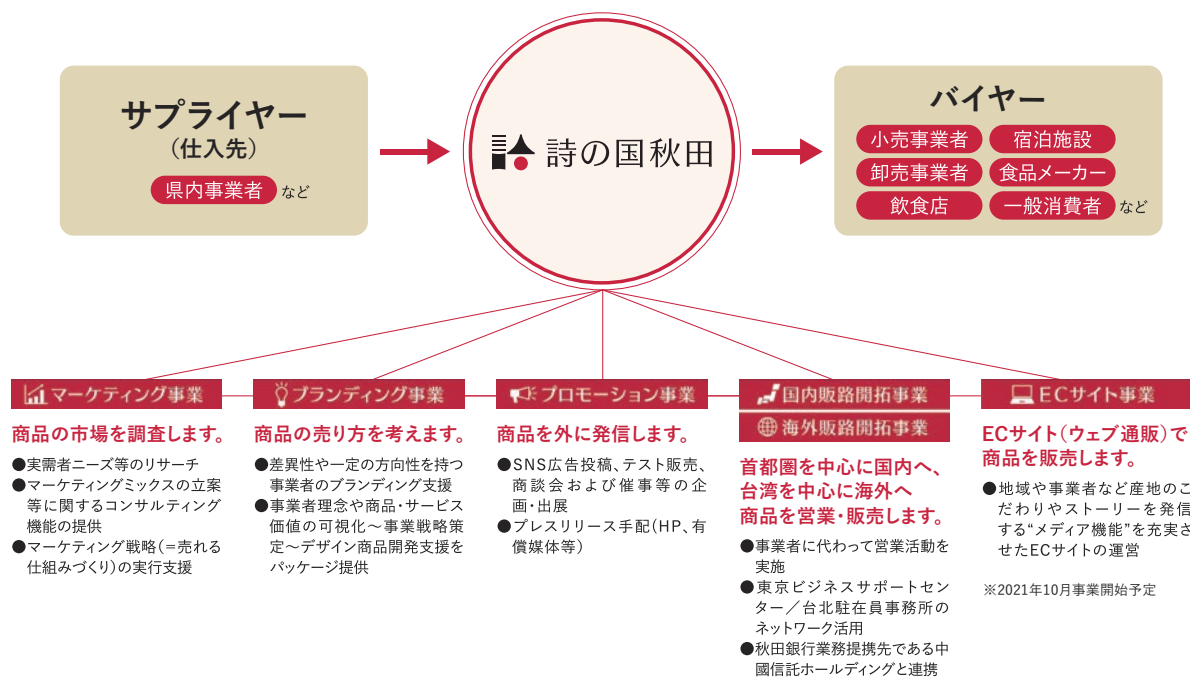 サプライヤー
（仕入先）
県内事業者 など
詩の国秋田
バイヤー
小売事業者
宿泊施設
卸売事業者
食品メーカー
飲食店
一般消費者 など
マーケティング事業
商品の市場を調査します。
●実需者ニーズ等のリサーチ
●マーケティングミックスの立案
等に関するコンサルティング
機能の提供
●マーケティング戦略（=売れる
仕組みづくり）の実行支援
ブランディング事業
商品の売り方を考えます。
●差異性や一定の方向性を持つ
事業者のブランディング支援
●事業者理念や商品・サービス
価値の可視化〜事業戦略策
定〜デザイン商品開発支援を
パッケージ提供
プロモーション事業
商品を外に発信します。
●SNS広告投稿、テスト販売、
商談会および催事等の企
画・出展
●プレスリリース手配（HP、有
償媒体等）
国内販路開拓事業
海外販路開拓事業
首都圏を中心に国内へ、
台湾を中心に海外へ
商品を営業・販売します。
●事業者に代わって営業活動を
実施
●東京ビジネスサポートセン
ター／台北駐在員事務所の
ネットワーク活用
●秋田銀行業務提携先である中
國信託ホールディングと連携
ECサイト事業
ECサイト（ウェブ通販）で
商品を販売します。
●地域や事業者など産地のこ
だわりやストーリーを発信
する“メディア機能”を充実さ
せたECサイトの運営
※2021年10月事業開始予定